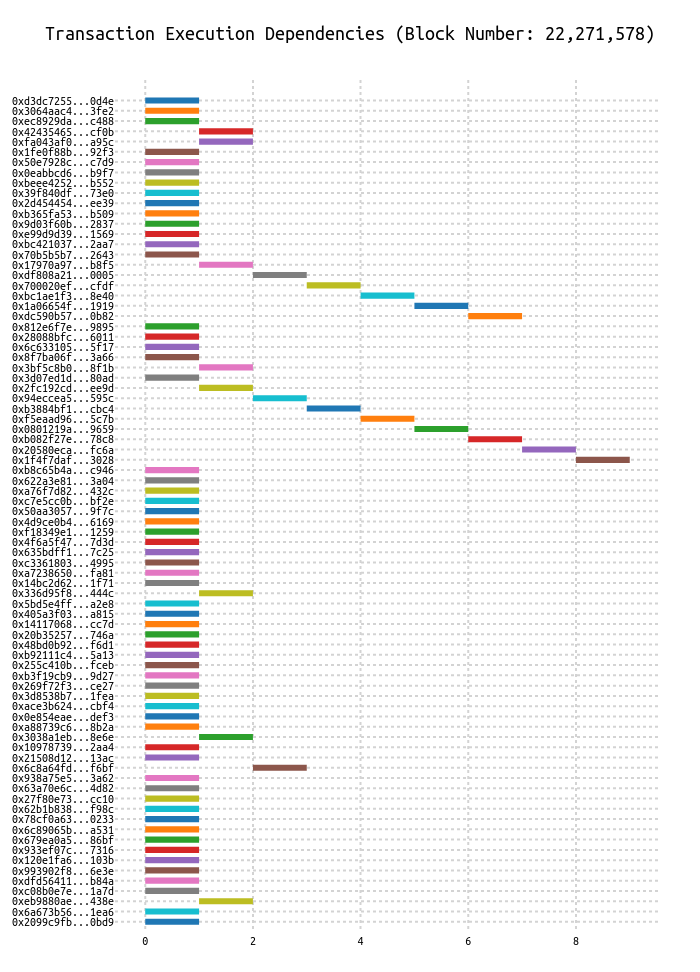 Transaction Execution Dependencies (Block Number: 22,271,578)
0xd3dc7255...0d4e
0x3064aac4...3fe2
0xec8929da...c488
0x42435465...cf0b
0xfa043af0...a95c
0x1fe0f88b...92f3
0x50e7928c...c7d9
0x0eabbcd6...b9f7
0xbeee4252...b552
0x39f840df...73e0
0x2d454454...ee39
0xb365fa53...b509
0x9d03f60b...2837
0xe99d9d39...1569
0xbc421037...2aa7
0x70b5b5b7...2643
0x17970a97...b8f5
0xdf808a21...0005
0x700020ef...cfdf
0xbc1ae1f3...8e40
0x1a06654f...1919
0xdc590b57...0b82
0x812e6f7e...9895
0x28088bfc...6011
0x6c633105...5f17
0x8f7ba06f...3a66
0x3bf5c8b0...8f1b
0x3d07ed1d...80ad
0x2fc192cd...ee9d
0x94eccea5...595c
0xb3884bf1...cbc4
0xf5eaad96...5c7b
0x0801219a...9659
0xb082f27e...78c8
0x20580eca...fc6a
0x1f4f7daf...3028
0xb8c65b4a...c946
0x622a3e81...3a04
0xa76f7d82...432c
0xc7e5cc0b...bf2e
0x50aa3057...9f7c
0x4d9ce0b4...6169
0xf18349e1...1259
0x4f6a5f47...7d3d
0x635bdff1...7c25
0xc3361803...4995
0xa7238650...fa81
0x14bc2d62...1f71
0x336d95f8...444c
0x5bd5e4ff...a2e8
0x405a3f03...a815
0x14117068...cc7d
0x20b35257...746a
0x48bd0b92...f6d1
0xb92111c4...5a13
0x255c410b...fceb
0xb3f19cb9...9d27
0x269f72f3...ce27
0x3d8538b7...1fea
0xace3b624...cbf4
0x0e854eae...def3
0xa88739c6...8b2a
0x3038a1eb...8e6e
0x10978739...2aa4
0x21508d12...13ac
0x6c8a64fd...f6bf
0x938a75e5...3a62
0x63a70e6c...4d82
0x27f80e73...cc10
0x62b1b838...f98c
0x78cf0a63...0233
0x6c89065b...a531
0x679ea0a5...86bf
0x933ef07c...7316
0x120e1fa6...103b
0x993902f8...6e3e
0xdfd56411...b84a
0xc08b0e7e...1a7d
0xeb9880ae...438e
0x6a673b56...1ea6
0x2099c9fb...0bd9
0 2 4 6 8